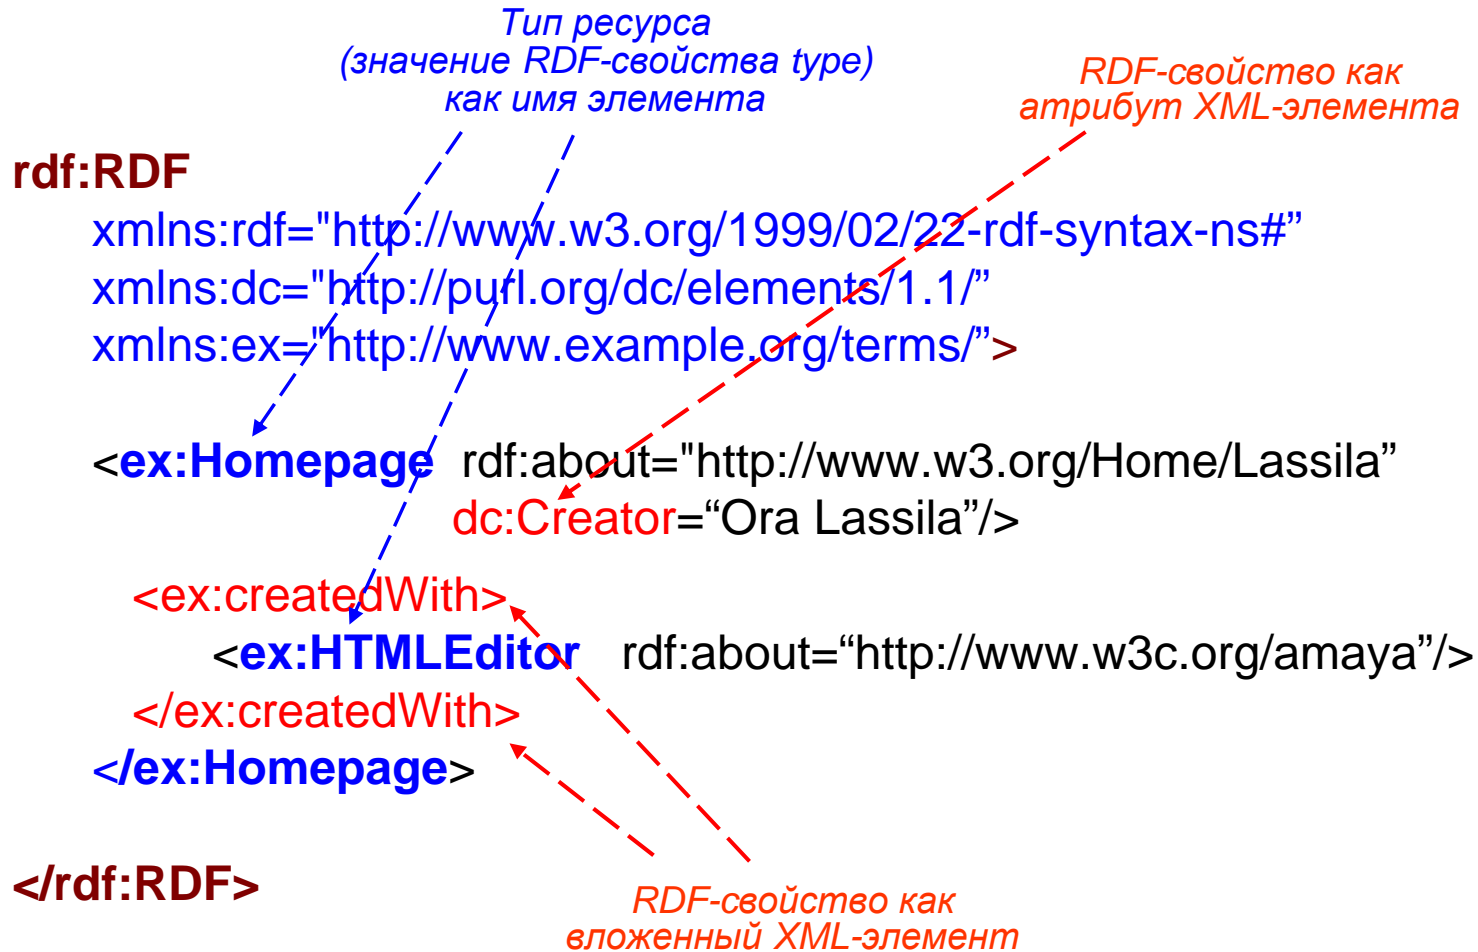 Тип ресурса
(значение RDF-свойства type)
как имя элемента
RDF-свойство как
атрибут XML-элемента
rdf:RDF
xmlns:rdf="http://www.w3.org/1999/02/22-rdf-syntax-ns#”
xmlns:dc="http://purl.org/dc/elements/1.1/”
xmlns:ex="http://www.example.org/terms/”>
<ex:Homepage rdf:about="http://www.w3.org/Home/Lassila”
dc:Creator=“Ora Lassila”/>
<ex:createdWith>
<ex:HTMLEditor rdf:about=“http://www.w3c.org/amaya”/>
</ex:createdWith>
</ex:Homepage>
</rdf:RDF>
RDF-свойство как
вложенный XML-элемент